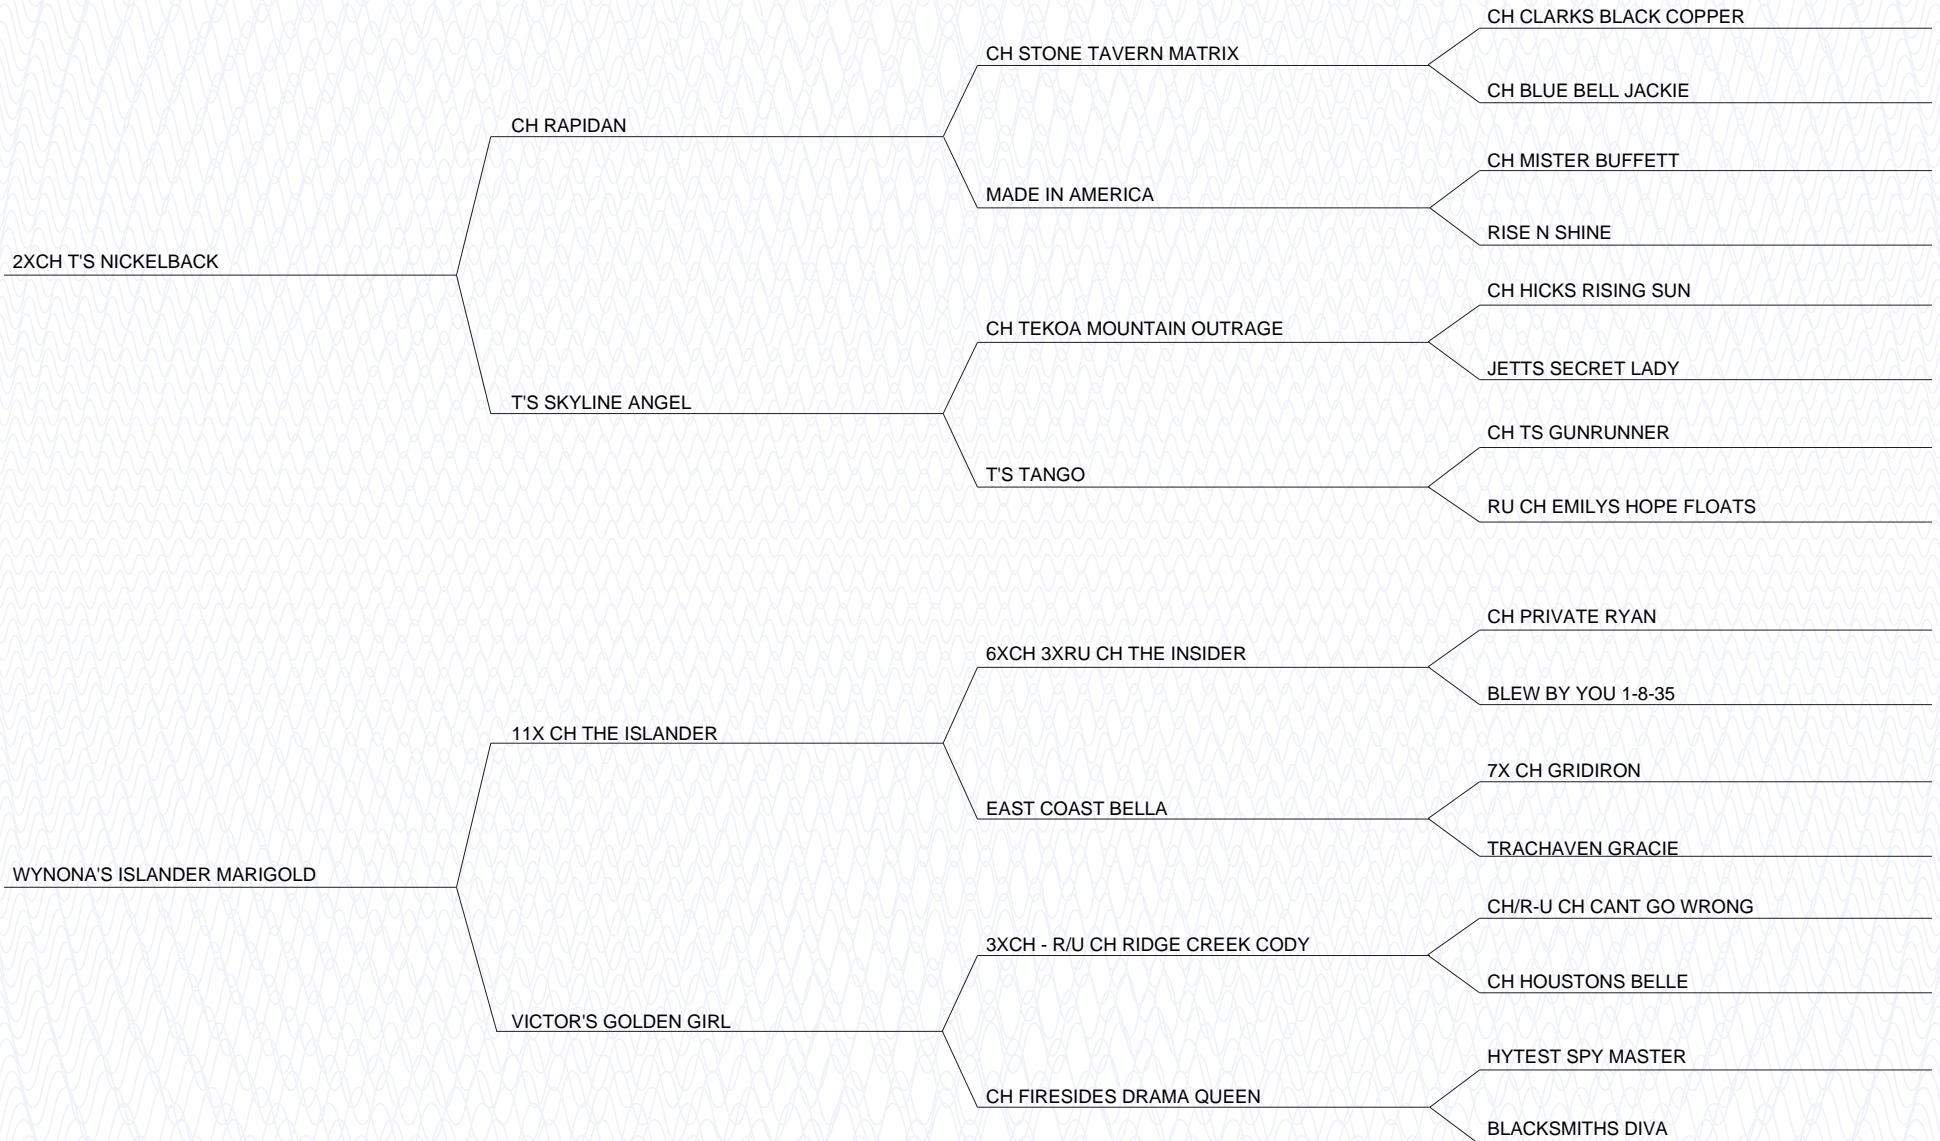 CH CLARKS BLACK COPPER
CH STONE TAVERN MATRIX
CH BLUE BELL JACKIE
CH RAPIDAN
CH MISTER BUFFETT
MADE IN AMERICA
RISE N SHINE
2XCH T'S NICKELBACK
CH HICKS RISING SUN
CH TEKOA MOUNTAIN OUTRAGE
JETTS SECRET LADY
T'S SKYLINE ANGEL
CH TS GUNRUNNER
T'S TANGO
RU CH EMILYS HOPE FLOATS
CH PRIVATE RYAN
6XCH 3XRU CH THE INSIDER
BLEW BY YOU 1-8-35
11X CH THE ISLANDER
7X CH GRIDIRON
EAST COAST BELLA
TRACHAVEN GRACIE
WYNONA'S ISLANDER MARIGOLD
CH/R-U CH CANT GO WRONG
3XCH - R/U CH RIDGE CREEK CODY
CH HOUSTONS BELLE
VICTOR'S GOLDEN GIRL
HYTEST SPY MASTER
CH FIRESIDES DRAMA QUEEN
BLACKSMITHS DIVA